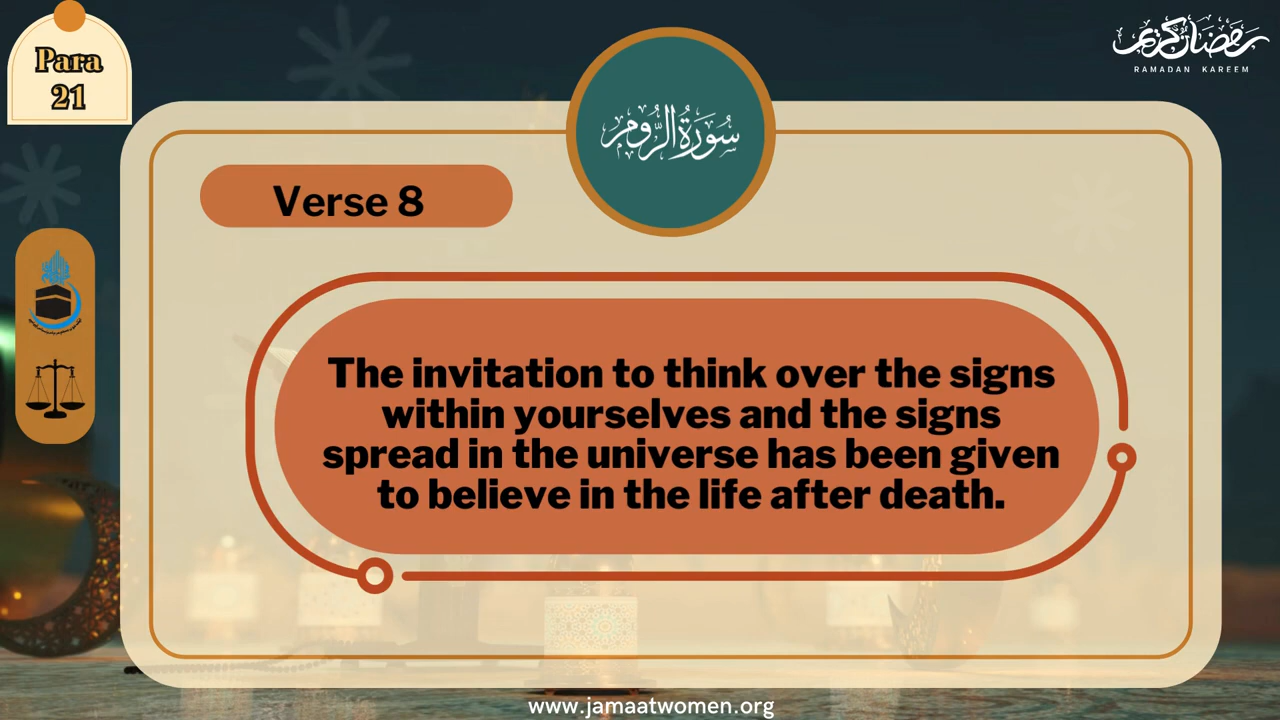 Para
21
رمضان كريم
RAMADAN KAREEM
سُورَةُ الرُّومِ
Verse 8
The invitation to think over the signs
within yourselves and the signs
spread in the universe has been given
to believe in the life after death.
www.jamaatwomen.org